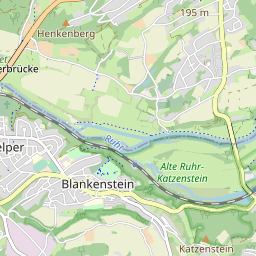 195 m
Henkenberg
erbrücke
Ruhr
elper
Alte Ruhr-
Katzenstein
Blankenstein
Katzenstein